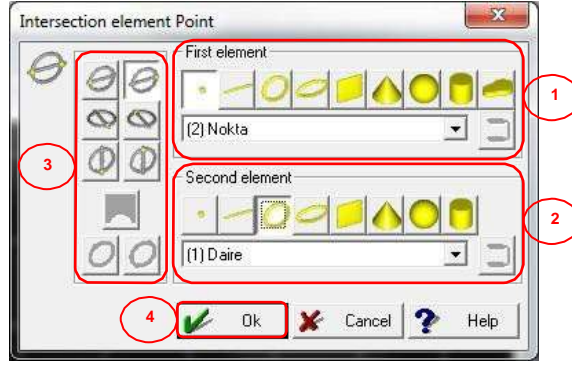 Intersection element Point
First element
1
(2) Nokta
3
Second element
2
(1) Daire
4
Ok
Cancel
Help